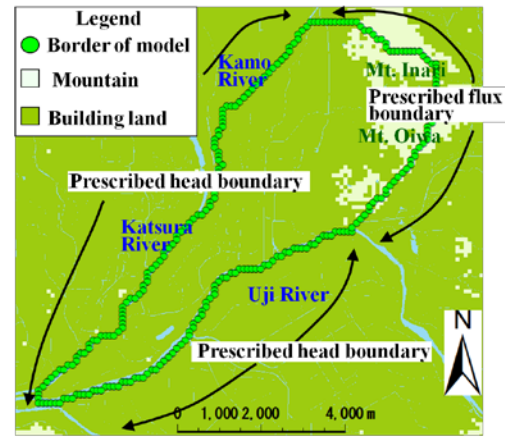 Legend
Border of model
Mountain
Building land
Kamo
River
Mt. Inari
Prescribed flux
boundary
Mt. Oiwa
Prescribed head boundary
Katsura
River
Uji River
N
Prescribed head boundary
0 1,000 2,000 4,000 m